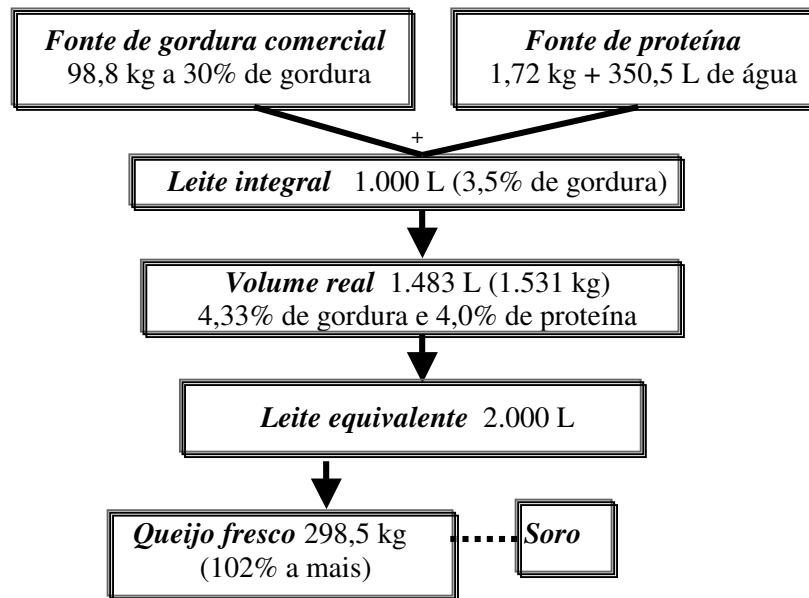 Fonte de gordura comercial
98,8 kg a 30% de gordura
Fonte de proteína
1,72 kg + 350,5 L de água
+
Leite integral 1.000 L (3,5% de gordura)
Volume real 1.483 L (1.531 kg)
4,33% de gordura e 4,0% de proteína
Leite equivalente 2.000 L
Queijo fresco 298,5 kg
(102% a mais)
Soro